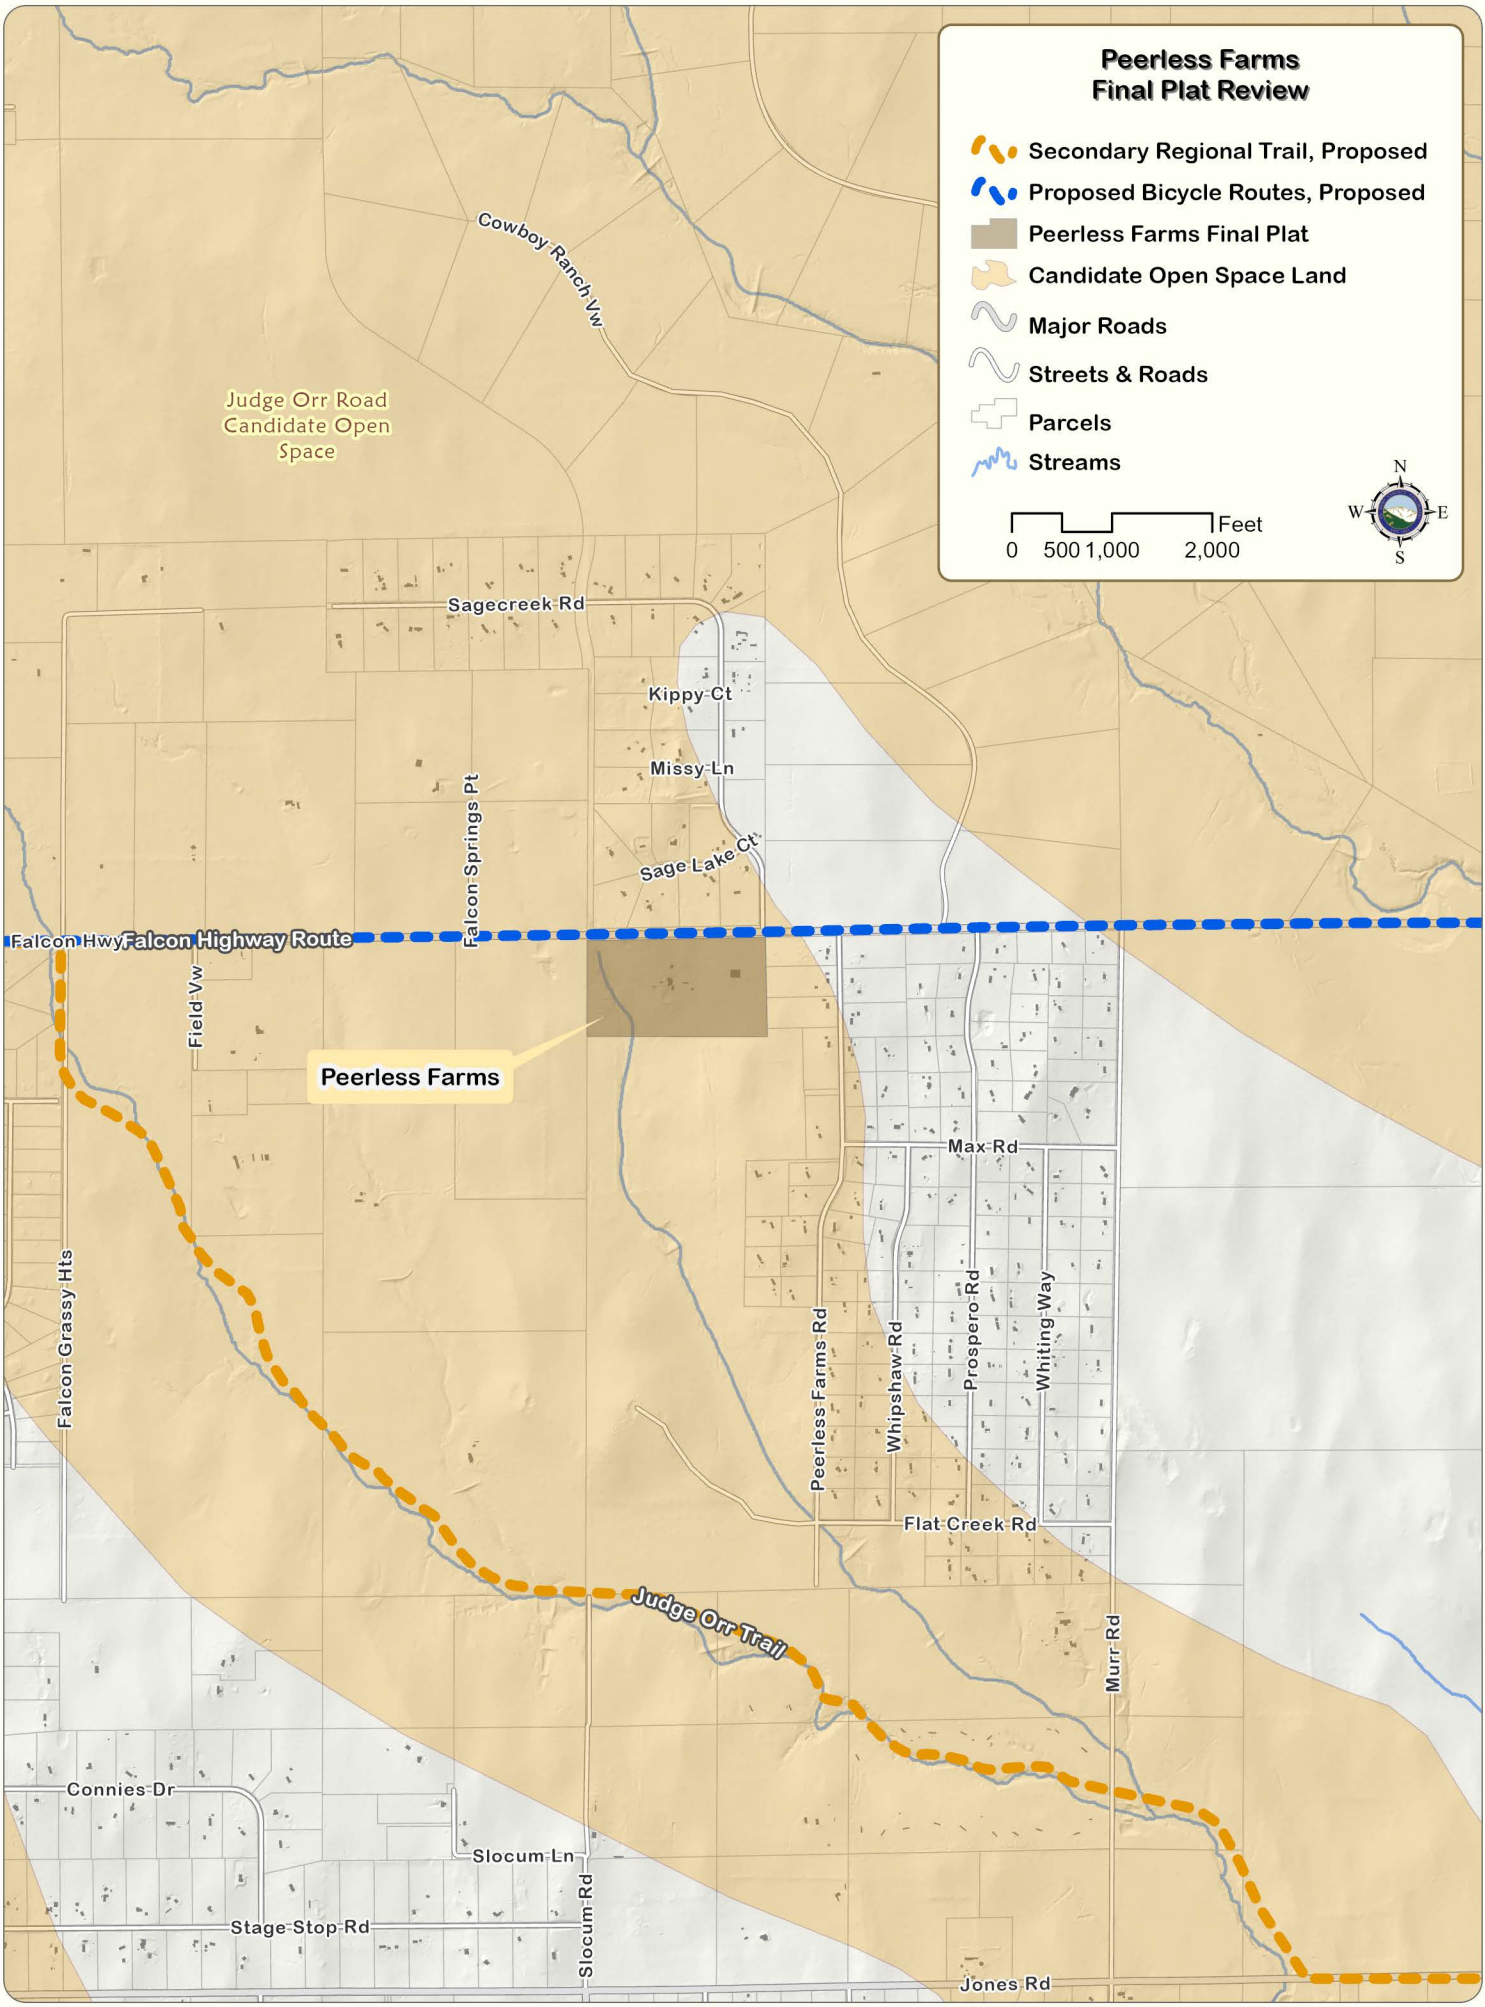 Peerless Farms
Final Plat Review
Secondary Regional Trail, Proposed
Proposed Bicycle Routes, Proposed
Peerless Farms Final Plat
Candidate Open Space Land
Major Roads
Streets & Roads
Parcels
Streams
N
W
E
S
Feet
0 500 1,000 2,000
Cowboy Ranch Vw
Judge Orr Road
Candidate Open
Space
Sagecreek Rd
Kippy Ct
Missy Ln
Falcon Springs Pt
Sage Lake Ct
Falcon Hwy
Falcon Highway Route
Field Vw
Peerless Farms
Max Rd
Falcon Grassy Hts
Peerless Farms Rd
Whipshaw Rd
Prospero Rd
Whiting Way
Flat Creek Rd
Judge Orr Trail
Murr Rd
Connies Dr
Slocum Ln
Slocum Rd
Stage Stop Rd
Jones Rd